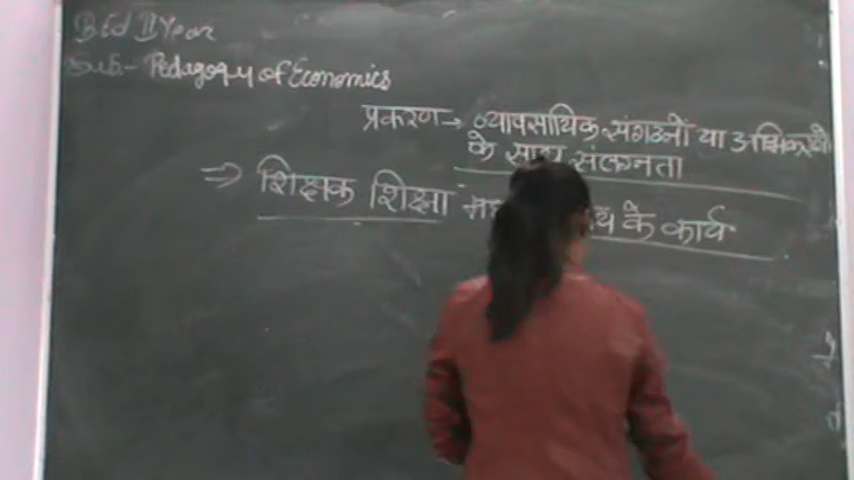 B.Ed II Year
Sub.- Pedagogy of Economics
प्रकरण → व्यावसायिक संगठनों या अभिकरणों
के साथ संलग्नता
⇒ शिक्षक शिक्षा के कार्य